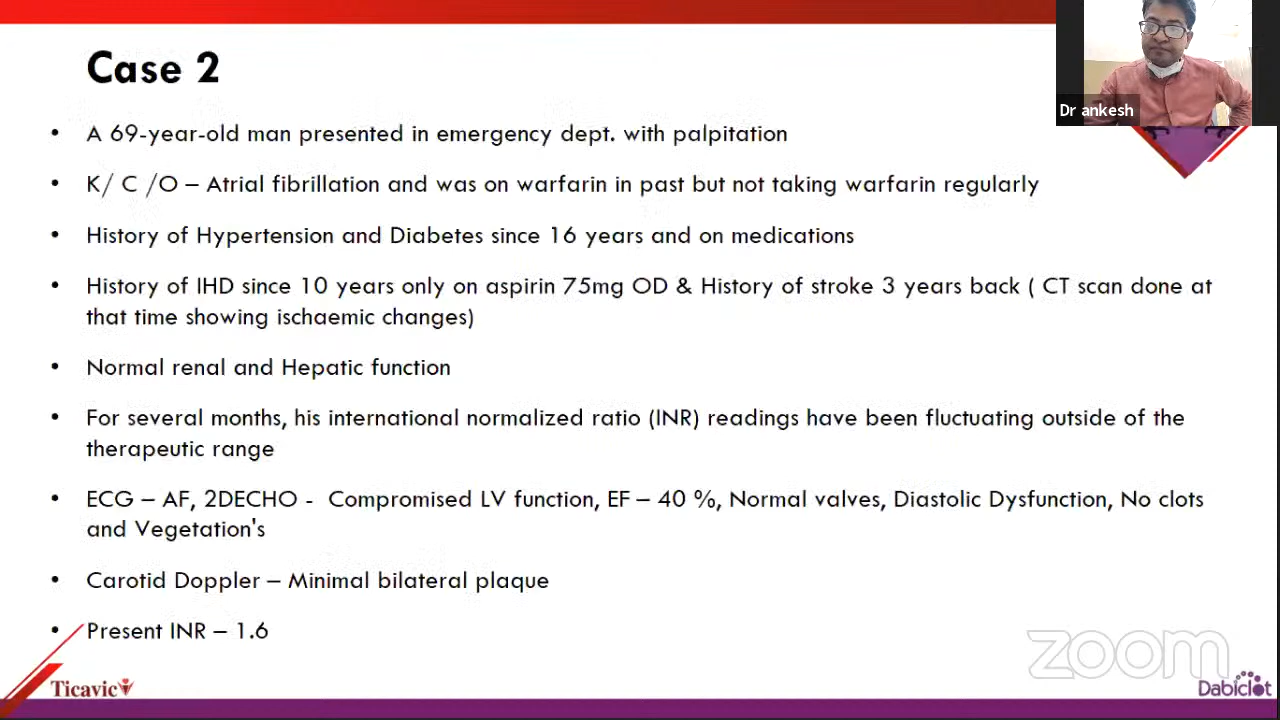 Case 2
Dr ankesh
• A 69-year-old man presented in emergency dept. with palpitation
• K/ C /O – Atrial fibrillation and was on warfarin in past but not taking warfarin regularly
• History of Hypertension and Diabetes since 16 years and on medications
• History of IHD since 10 years only on aspirin 75mg OD & History of stroke 3 years back ( CT scan done at
that time showing ischaemic changes)
• Normal renal and Hepatic function
• For several months, his international normalized ratio (INR) readings have been fluctuating outside of the
therapeutic range
• ECG – AF, 2DECHO - Compromised LV function, EF – 40 %, Normal valves, Diastolic Dysfunction, No clots
and Vegetation's
• Carotid Doppler – Minimal bilateral plaque
• Present INR – 1.6
zoom
Ticavic
Dabiclot